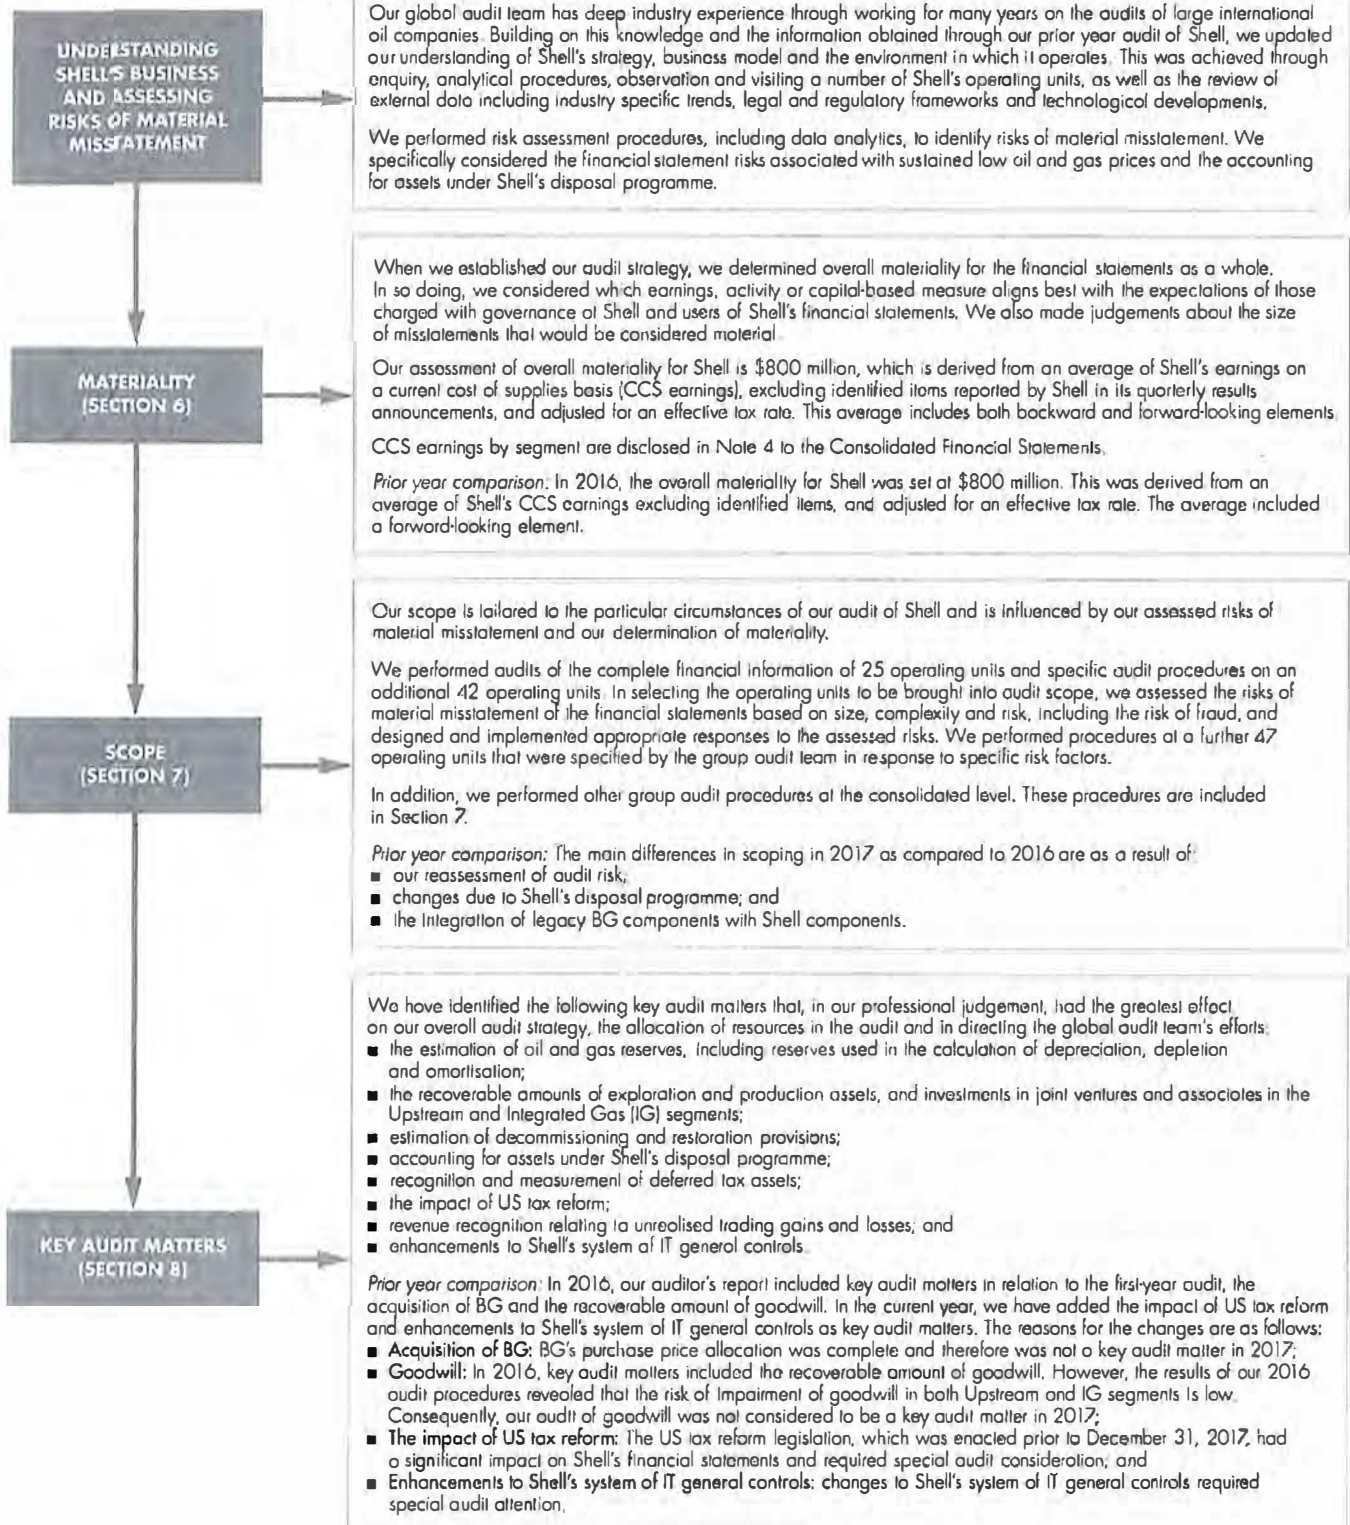 UNDERSTANDING
SHELL'S BUSINESS
AND ASSESSING
RISKS OF MATERIAL
MISSTATEMENT
Our global audit team has deep industry experience through working for many years on the audits of large international
oil companies. Building on this knowledge and the information obtained through our prior year audit of Shell, we updated
our understanding of Shell's strategy, business model and the environment in which it operates. This was achieved through
enquiry, analytical procedures, observation and visiting a number of Shell's operating units, as well as the review of
external data including industry specific trends, legal and regulatory frameworks and technological developments.
We performed risk assessment procedures, including data analytics, to identify risks of material misstatement. We
specifically considered the financial statement risks associated with sustained low oil and gas prices and the accounting
for assets under Shell's disposal programme.
MATERIALITY
(SECTION 6)
When we established our audit strategy, we determined overall materiality for the financial statements as a whole.
In so doing, we considered which earnings, activity or capital-based measure aligns best with the expectations of those
charged with governance at Shell and users of Shell's financial statements. We also made judgements about the size
of misstatements that would be considered material.
Our assessment of overall materiality for Shell is $800 million, which is derived from an average of Shell's earnings on
a current cost of supplies basis (CCS earnings), excluding identified items reported by Shell in its quarterly results
announcements, and adjusted for an effective tax rate. This average includes both backward and forward-looking elements.
CCS earnings by segment are disclosed in Note 4 to the Consolidated Financial Statements.
Prior year comparison: In 2016, the overall materiality for Shell was set at $800 million. This was derived from an
average of Shell's CCS earnings excluding identified items, and adjusted for an effective tax rate. The average included
a forward-looking element.
SCOPE
(SECTION 7)
Our scope is tailored to the particular circumstances of our audit of Shell and is influenced by our assessed risks of
material misstatement and our determination of materiality.
We performed audits of the complete financial information of 25 operating units and specific audit procedures on an
additional 42 operating units. In selecting the operating units to be brought into audit scope, we assessed the risks of
material misstatement of the financial statements based on size, complexity and risk, including the risk of fraud, and
designed and implemented appropriate responses to the assessed risks. We performed procedures at a further 47
operating units that were specified by the group audit team in response to specific risk factors.
In addition, we performed other group audit procedures at the consolidated level. These procedures are included
in Section 7.
Prior year comparison: The main differences in scoping in 2017 as compared to 2016 are as a result of:
■ our reassessment of audit risk;
■ changes due to Shell's disposal programme; and
■ the integration of legacy BG components with Shell components.
KEY AUDIT MATTERS
(SECTION 8)
We have identified the following key audit matters that, in our professional judgement, had the greatest effect
on our overall audit strategy, the allocation of resources in the audit and in directing the global audit team's efforts:
■ the estimation of oil and gas reserves, including reserves used in the calculation of depreciation, depletion
and amortisation;
■ the recoverable amounts of exploration and production assets, and investments in joint ventures and associates in the
Upstream and Integrated Gas (IG) segments;
■ estimation of decommissioning and restoration provisions;
■ accounting for assets under Shell's disposal programme;
■ recognition and measurement of deferred tax assets;
■ the impact of US tax reform;
■ revenue recognition relating to unrealised trading gains and losses; and
■ enhancements to Shell's system of IT general controls.
Prior year comparison: In 2016, our auditor's report included key audit matters in relation to the first-year audit, the
acquisition of BG and the recoverable amount of goodwill. In the current year, we have added the impact of US tax reform
and enhancements to Shell's system of IT general controls as key audit matters. The reasons for the changes are as follows:
■ Acquisition of BG: BG's purchase price allocation was complete and therefore was not a key audit matter in 2017;
■ Goodwill: In 2016, key audit matters included the recoverable amount of goodwill. However, the results of our 2016
audit procedures revealed that the risk of impairment of goodwill in both Upstream and IG segments is low.
Consequently, our audit of goodwill was not considered to be a key audit matter in 2017;
■ The impact of US tax reform: The US tax reform legislation, which was enacted prior to December 31, 2017, had
a significant impact on Shell's financial statements and required special audit consideration; and
■ Enhancements to Shell's system of IT general controls: changes to Shell's system of IT general controls required
special audit attention.